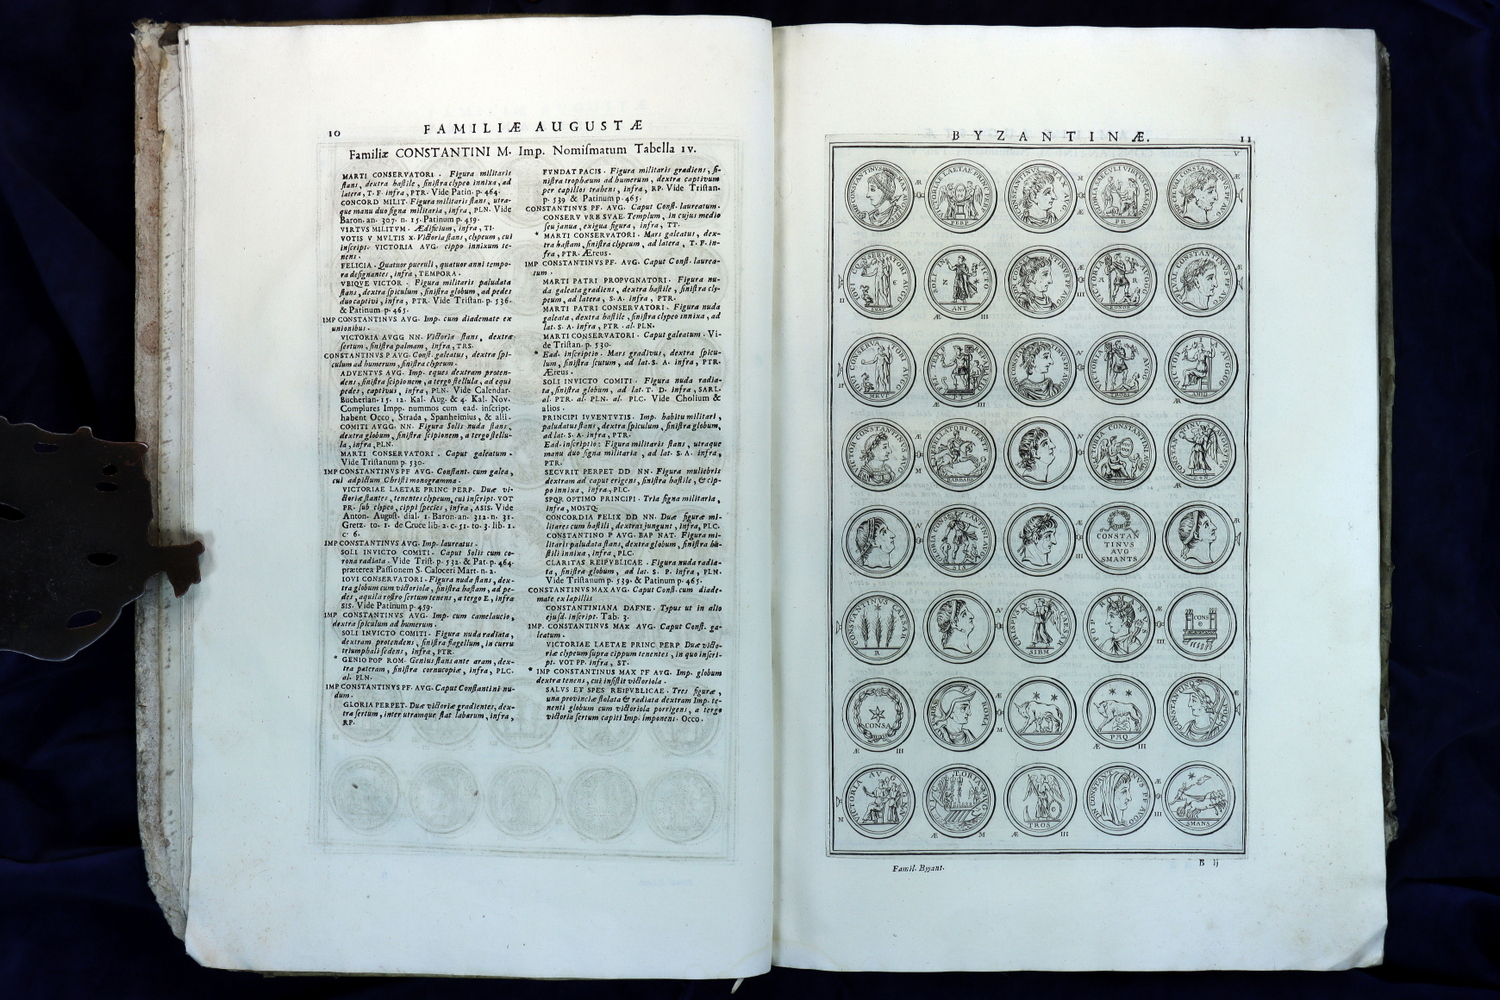 10
FAMILIÆ AUGUSTÆ
Familiæ CONSTANTINI M. Imp. Nomiſmatum Tabella IV.
MARTI CONSERVATORI. Figura militaris
ſtans, dextra haſtile, ſiniſtra clypeo innixa, ad
latera, T. F. infra, PTR. Vide Patin. p. 464.
CONCORD MILIT. Figura militaris ſtans, utra-
que manu duo ſigna militaria, infra, PLN. Vide
Baron. an. 307. n. 15. Patinum p. 459.
VIRTVS MILITVM. Ædificium, infra, TI.
VOTIS V MVLTIS X. Victoria ſtans, clypeum, cui
inſcript. VICTORIA AVG. cippo innixum te-
nens.
FELICIA. Quatuor pueruli, quatuor anni tempo-
ra deſignantes, infra, TEMPORA.
VBIQVE VICTOR. Figura militaris paludata
ſtans, dextra ſpiculum, ſiniſtra globum, ad pedes
duo captivi, infra, PTR. Vide Triſtan. p. 536.
& Patinum p. 463.
IMP CONSTANTINVS AVG. Imp. cum diademate ex
unionibus.
VICTORIA AVGG NN. Victoria ſtans, dextra
ſertum, ſiniſtra palmam, infra, TRS.
CONSTANTINVS P AVG. Conſt. galeatus, dextra ſpi-
culum ad humerum, ſiniſtra clypeum.
ADVENTVS AVG. Imp. eques dextram proten-
dens, ſiniſtra ſcipionem, a tergo ſtellula, ad equi
pedes, captivus, infra, PLN. Vide Calendar.
Bucherian. 15. 12. Kal. Aug. & 4. Kal. Nov.
Complures Impp. nummos cum ead. inſcript.
habent Occo, Strada, Spanheimius, & alii.
COMITI AVGG. NN. Figura Solis nuda ſtans,
dextra globum, ſiniſtra ſcipionem, a tergo ſtellu-
la, infra, PLN.
MARTI CONSERVATORI. Caput galeatum.
Vide Triſtanum p. 530.
IMP CONSTANTINVS PF AVG. Conſtant. cum galea,
cui adpictum Chriſti monogramma.
VICTORIAE LAETAE PRINC PERP. Duæ vi-
ctoriæ ſtantes, tenentes clypeum, cui inſcript. VOT
PR. ſub clypeo, cippi ſpecies, infra, ASIS. Vide
Anton. Auguſt. dial. 1. Baron. an. 312. n. 31.
Gretz. to. 1. de Cruce lib. 2. c. 51. to. 3. lib. 1.
c. 6.
IMP. CONSTANTINVS AVG. Imp. laureatus.
SOLI INVICTO COMITI. Caput Solis cum co-
rona radiata. Vide Triſt. p. 532. & Pat. p. 464.
præterea Paſſionem S. Caloceri Mart. n. 2.
IOVI CONSERVATORI. Figura nuda ſtans, dex-
tra globum cum victoriola, ſiniſtra haſtam, ad pe-
des, aquila roſtro ſertum tenens, a tergo E, infra
SIS. Vide Patinum p. 459.
IMP CONSTANTINVS AVG. Imp. cum camelaucio,
dextra ſpiculum ad humerum.
SOLI INVICTO COMITI. Figura nuda radiata,
dextram protendens, ſiniſtra flagellum, in curru
triumphali ſedens, infra, PTR.
* GENIO POP ROM. Genius ſtans ante aram, dex-
tra pateram, ſiniſtra cornucopiæ, infra, PLC.
al. PLN.
IMP CONSTANTINVS PF. AVG. Caput Conſtantini nu-
dum.
GLORIA PERPET. Duæ victoriæ gradientes, dex-
tra ſertum, inter utramque ſtat labarum, infra,
RP.
FVNDAT PACIS. Figura militaris gradiens, ſi-
niſtra trophæum ad humerum, dextra captivum
per capillos trahens, infra, RP. Vide Triſtan.
p. 539 & Patinum p. 465.
CONSTANTINVS PF. AVG. Caput Conſt. laureatum.
CONSERV VRB SVAE. Templum, in cujus medio
ſeu janua, exigua figura, infra, TT.
* MARTI CONSERVATORI. Mars galeatus, dex-
tra haſtam, ſiniſtra clypeum, ad latera, T. F. in-
fra, PTR. Æreus.
IMP CONSTANTINVS PF. AVG. Caput Conſt. laurea-
tum.
MARTI PATRI PROPVGNATORI. Figura nu-
da galeata gradiens, dextra haſtile, ſiniſtra cly-
peum, ad latera, S. A. infra, PTR.
MARTI PATRI CONSERVATORI. Figura nuda
galeata, dextra haſtile, ſiniſtra clypeo innixa, ad
lat. S. A. infra, PTR. al. PLN.
MARTI CONSERVATORI. Caput galeatum. Vi-
de Triſtan. p. 530.
* Ead. inſcriptio. Mars gradivus, dextra ſpicu-
lum, ſiniſtra ſcutum, ad lat. S. A. infra, PTR.
Æreus.
SOLI INVICTO COMITI. Figura nuda radia-
ta, ſiniſtra globum, ad lat. T. D. infra, SARL.
al. PTR. al. PLN. al. PLC. Vide Cholium &
alios.
PRINCIPI IVVENTVTIS. Imp. habitu militari,
paludatus ſtans, dextra ſpiculum, ſiniſtra globum,
ad lat. S. A. infra, PTR.
Ead. inſcriptio: Figura militaris ſtans, utraque
manu duo ſigna militaria, ad lat. S. A. infra,
PTR.
SECVRIT PERPET DD NN. Figura muliebris
dextram ad caput erigens, ſiniſtra haſtile, & cip-
po innixa, infra, PLC.
SPQR OPTIMO PRINCIPI. Tria ſigna militaria,
infra, MOSTQ.
CONCORDIA FELIX DD NN. Duæ figuræ mi-
litares cum haſtili, dextras jungunt, infra, PLC.
CONSTANTINO P AVG. BAP NAT. Figura mi-
litaris paludata ſtans, dextra globum, ſiniſtra ha-
ſtili innixa, infra, PLC.
CLARITAS REIPVBLICAE. Figura nuda radia-
ta, ſiniſtra globum, ad lat. S. P. infra, PLN.
Vide Triſtanum p. 539. & Patinum p. 465.
CONSTANTINVS MAX AVG. Caput Conſt. cum diade-
mate ex lapillis
CONSTANTINIANA DAFNE. Typus ut in alio
ejuſd. inſcript. Tab. 3.
IMP. CONSTANTINVS MAX AVG. Caput Conſt. ga-
leatum.
VICTORIAE LAETAE PRINC PERP Duæ victo-
riæ clypeum ſupra cippum tenentes, in quo inſcri-
pt. VOT PP. infra, ST.
* IMP CONSTANTINUS MAX PF AVG. Imp. globum
dextra tenens, cui inſiſtit victoriola.
SALVS ET SPES REIPVBLICAE. Tres figuræ,
una provinciæ ſtolata & radiata dextram Imp. te-
nenti globum cum victoriola porrigens, a tergo
victoria ſertum capiti Imp. imponens. Occo.
BYZANTINÆ.
11
V
CONSTAN
TINVS
AVG
SMANTS
CONS
CONSA
ROMA
PAQ
TROS
SMANS
Famil. Byzant.
B ij